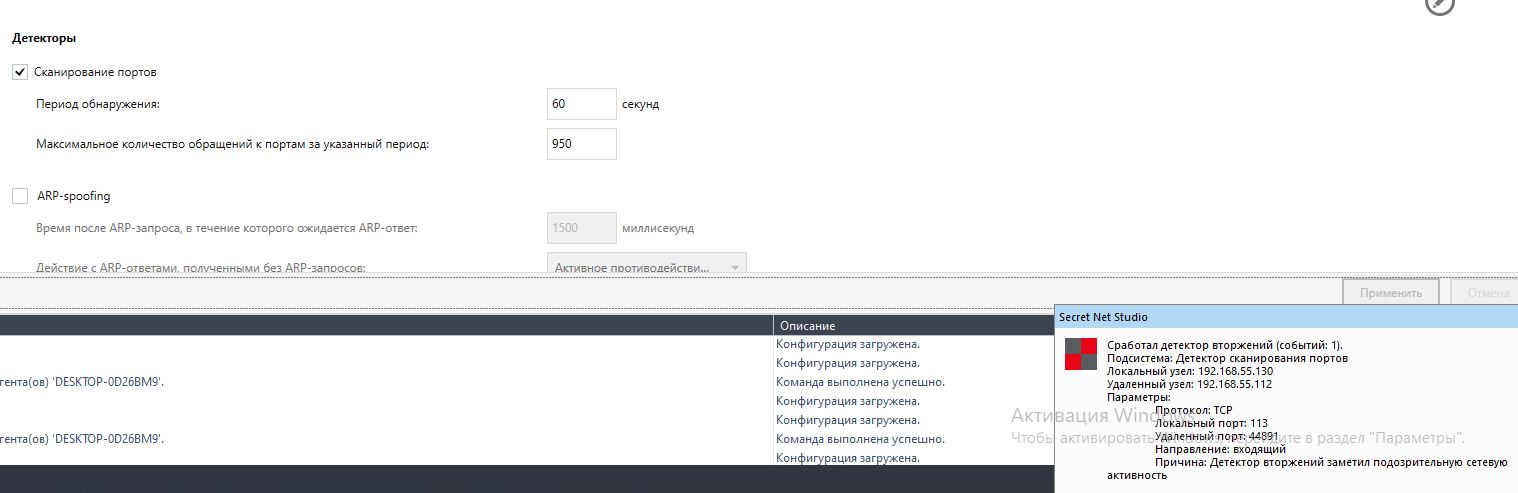 Детекторы
Сканирование портов
Период обнаружения: 60 секунд
Максимальное количество обращений к портам за указанный период: 950
ARP-spoofing
Время после ARP-запроса, в течение которого ожидается ARP-ответ: 1500 миллисекунд
Действие с ARP-ответами, полученными без ARP-запросов: Активное противодействи...
Применить Отмена
Описание
Конфигурация загружена.
Конфигурация загружена.
гента(ов) 'DESKTOP-0D26BM9'. Команда выполнена успешно.
Конфигурация загружена.
Конфигурация загружена.
гента(ов) 'DESKTOP-0D26BM9'. Команда выполнена успешно.
Конфигурация загружена.
Secret Net Studio
Сработал детектор вторжений (событий: 1).
Подсистема: Детектор сканирования портов
Локальный узел: 192.168.55.130
Удаленный узел: 192.168.55.112
Параметры:
Протокол: TCP
Локальный порт: 113
Удаленный порт: 44891
Направление: входящий
Причина: Детектор вторжений заметил подозрительную сетевую
активность
Активация Windows
Чтобы активировать Windows, перейдите в раздел "Параметры".